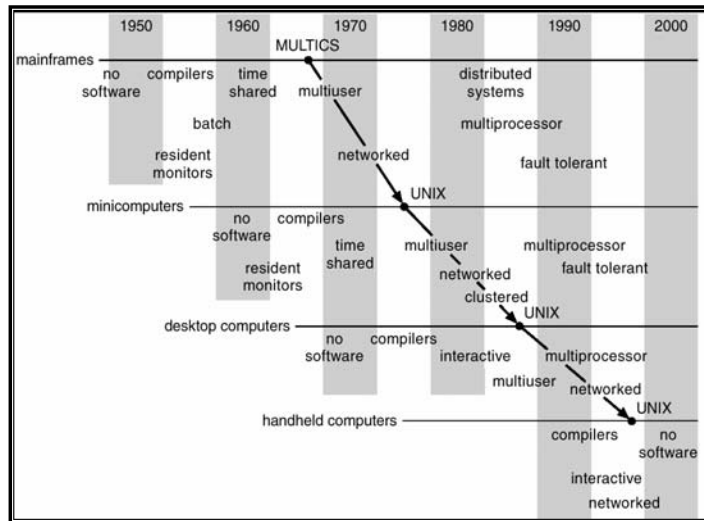 1950 1960 1970 1980 1990 2000
MULTICS
mainframes
no compilers time distributed
software shared multiuser systems
batch multiprocessor
resident networked fault tolerant
monitors
UNIX
minicomputers
no compilers
software time multiuser multiprocessor
resident shared networked fault tolerant
monitors clustered
UNIX
desktop computers
no compilers
software interactive multiprocessor
multiuser networked
UNIX
handheld computers
compilers no
software
interactive
networked